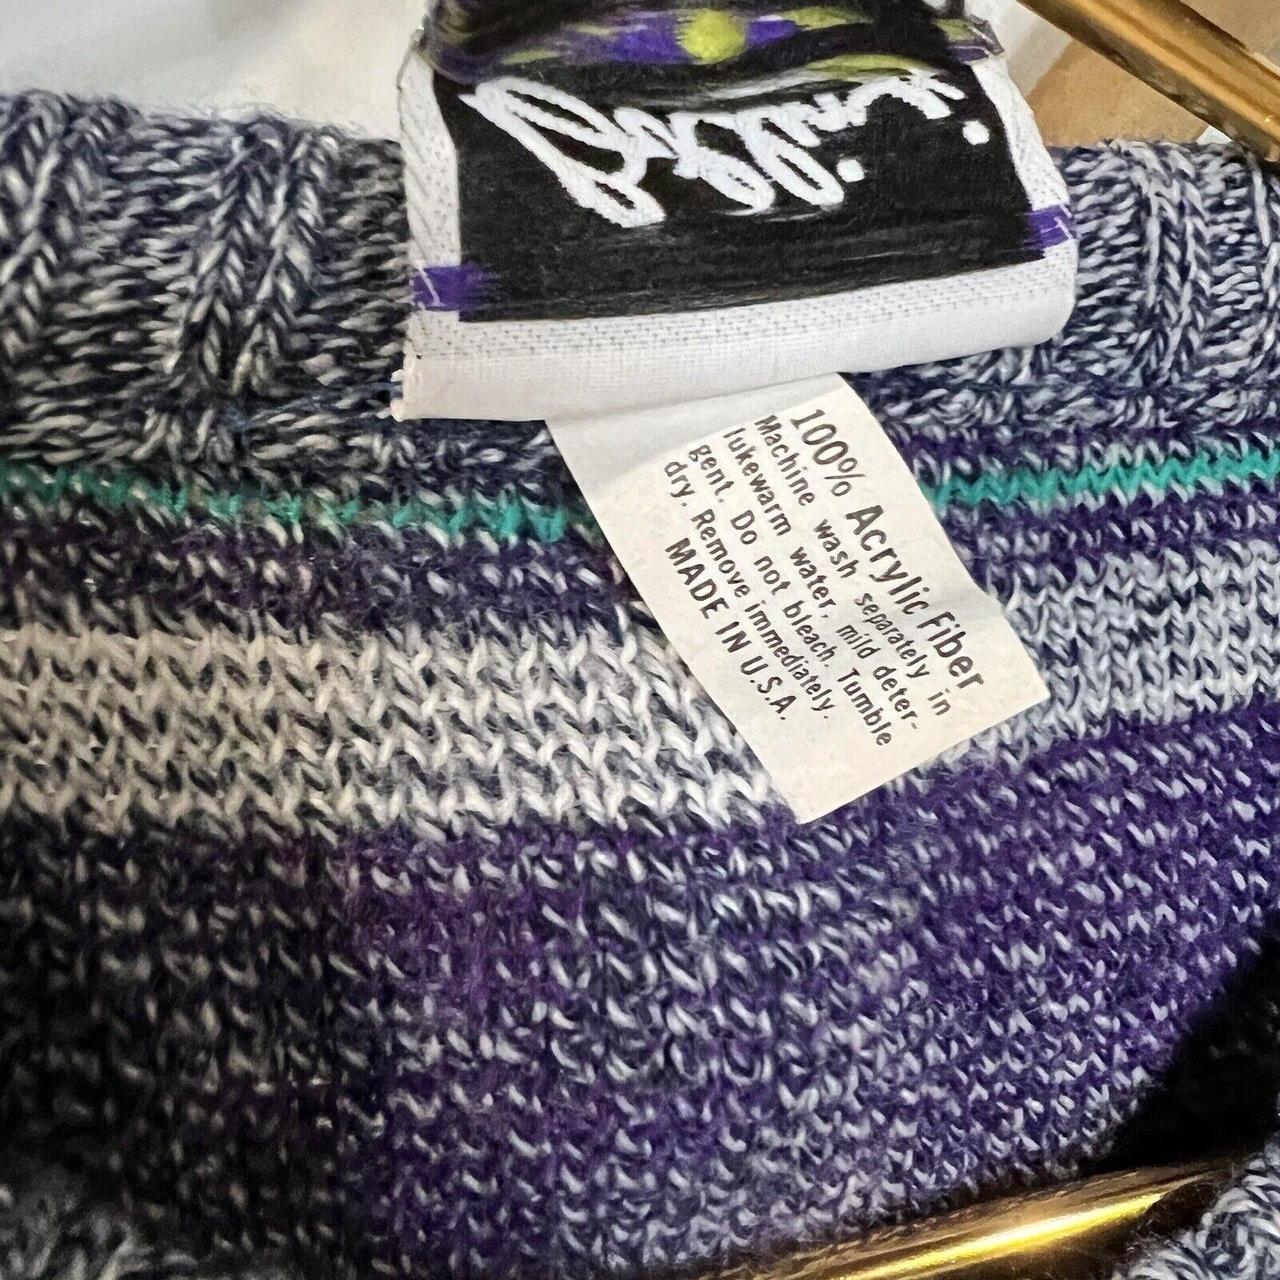 100% Acrylic Fiber
Machine wash separately in
lukewarm water, mild deter-
gent. Do not bleach. Tumble
dry. Remove immediately.
MADE IN U.S.A.